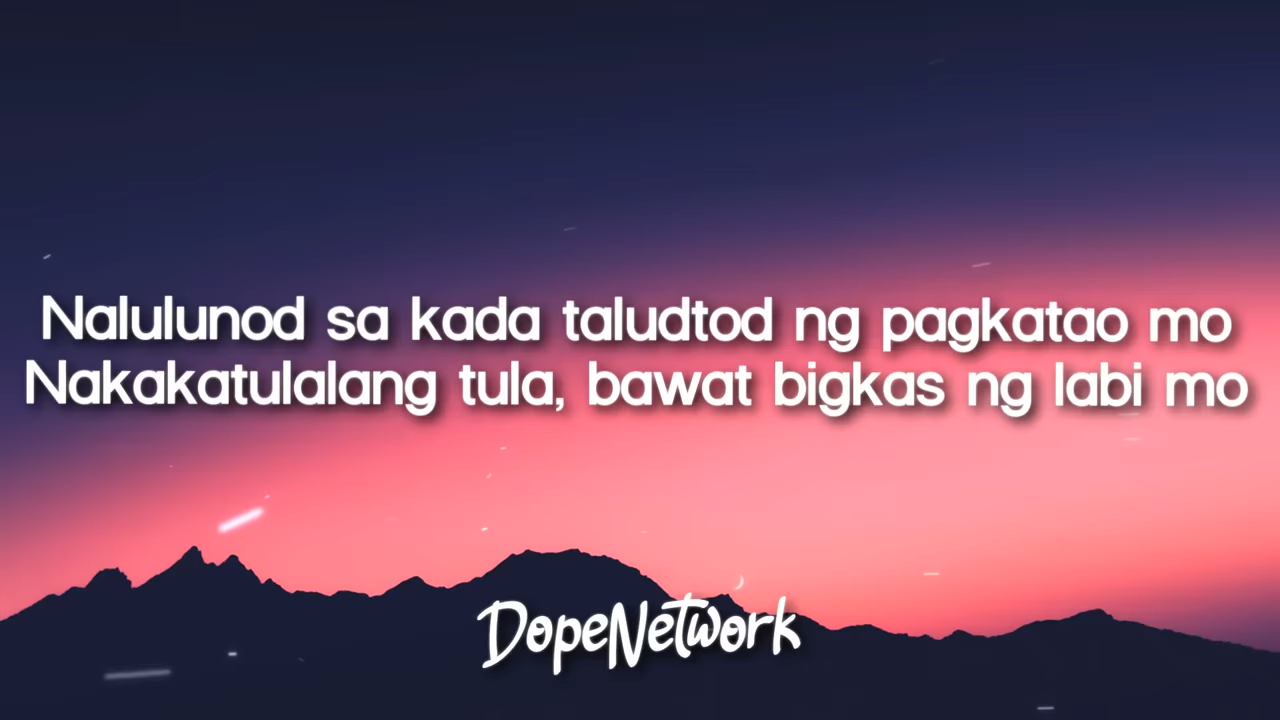 Nalulunod sa kada taludtod ng pagkatao mo
Nakakatulalang tula, bawat bigkas ng labi mo
DopeNetwork